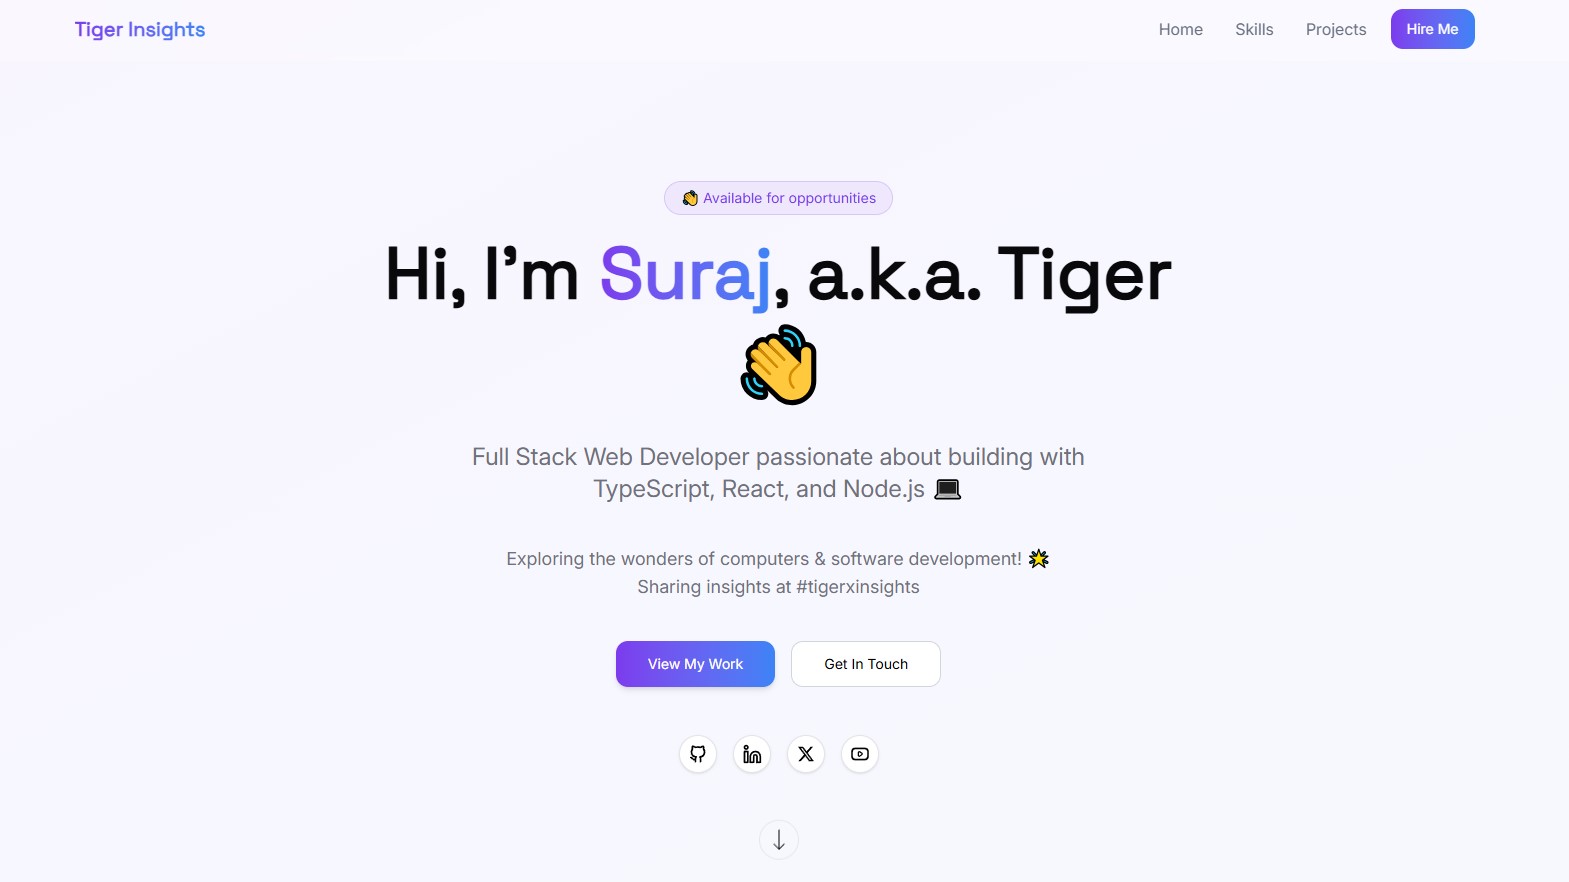 Tiger Insights
Home Skills Projects Hire Me
👋 Available for opportunities
Hi, I’m Suraj, a.k.a. Tiger
👋
Full Stack Web Developer passionate about building with
TypeScript, React, and Node.js 💻
Exploring the wonders of computers & software development! 🌟
Sharing insights at #tigerxinsights
View My Work Get In Touch